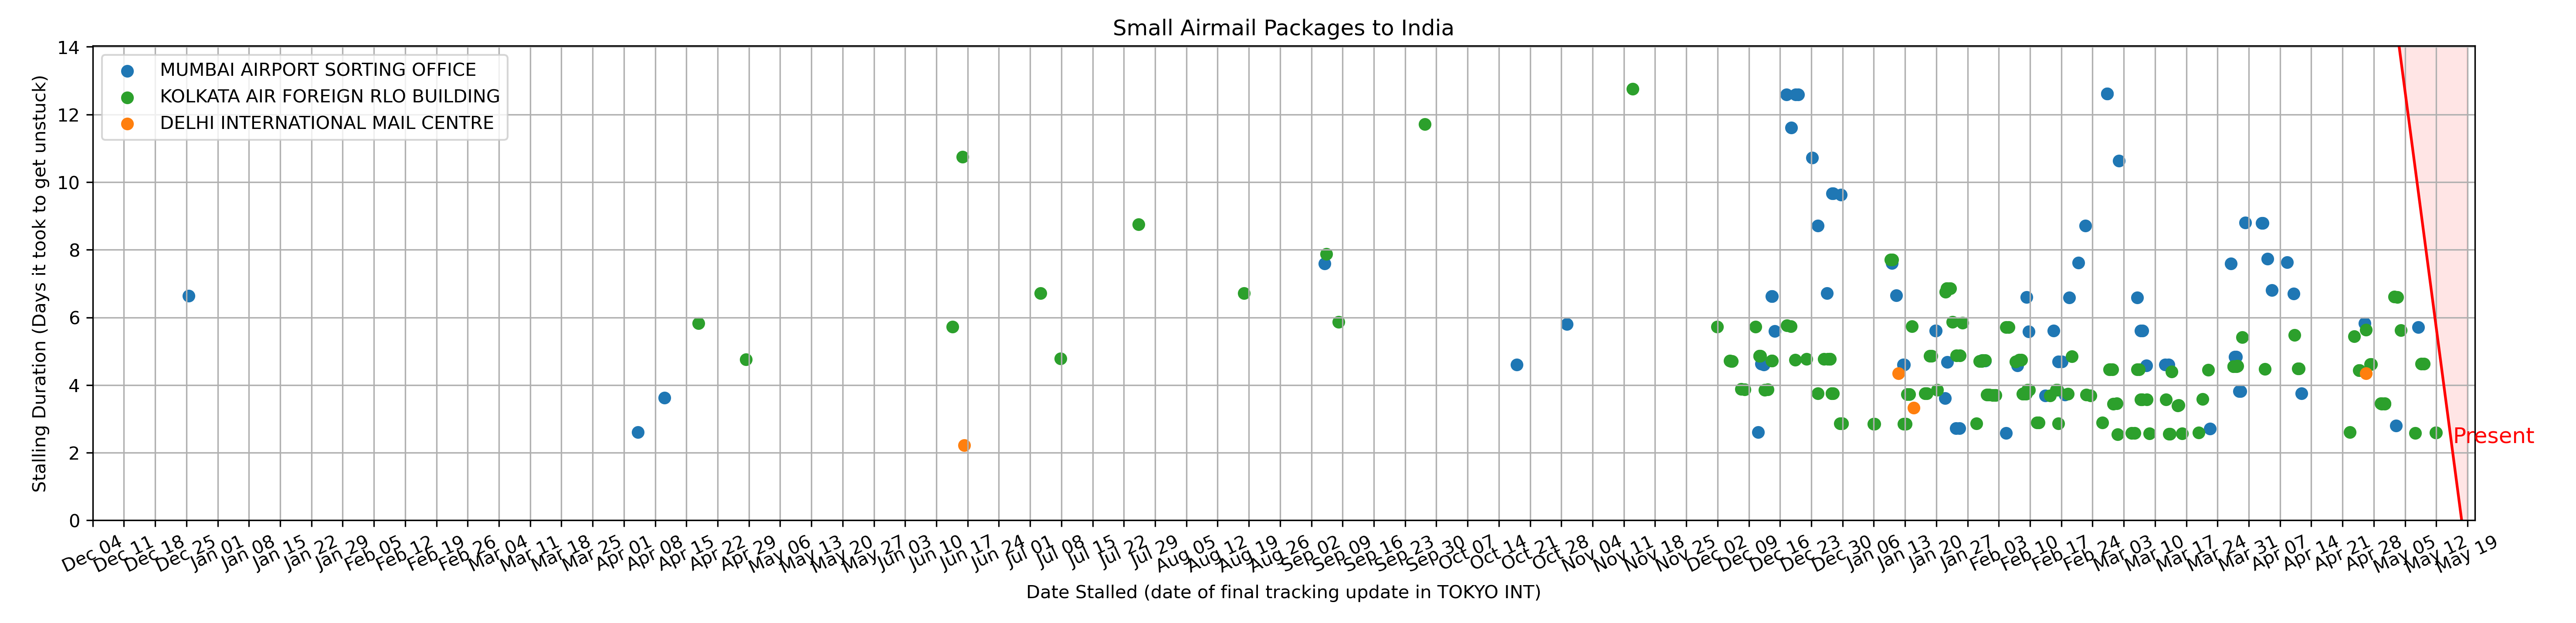 Small Airmail Packages to India
14
12
10
8
6
4
2
0
Stalling Duration (Days it took to get unstuck)
MUMBAI AIRPORT SORTING OFFICE
KOLKATA AIR FOREIGN RLO BUILDING
DELHI INTERNATIONAL MAIL CENTRE
Present
Dec 04 Dec 11 Dec 18 Dec 25 Jan 01 Jan 08 Jan 15 Jan 22 Jan 29 Feb 05 Feb 12 Feb 19 Feb 26 Mar 04 Mar 11 Mar 18 Mar 25 Apr 01 Apr 08 Apr 15 Apr 22 Apr 29 May 06 May 13 May 20 May 27 Jun 03 Jun 10 Jun 17 Jun 24 Jul 01 Jul 08 Jul 15 Jul 22 Jul 29 Aug 05 Aug 12 Aug 19 Aug 26 Sep 02 Sep 09 Sep 16 Sep 23 Sep 30 Oct 07 Oct 14 Oct 21 Oct 28 Nov 04 Nov 11 Nov 18 Nov 25 Dec 02 Dec 09 Dec 16 Dec 23 Dec 30 Jan 06 Jan 13 Jan 20 Jan 27 Feb 03 Feb 10 Feb 17 Feb 24 Mar 03 Mar 10 Mar 17 Mar 24 Mar 31 Apr 07 Apr 14 Apr 21 Apr 28 May 05 May 12 May 19
Date Stalled (date of final tracking update in TOKYO INT)